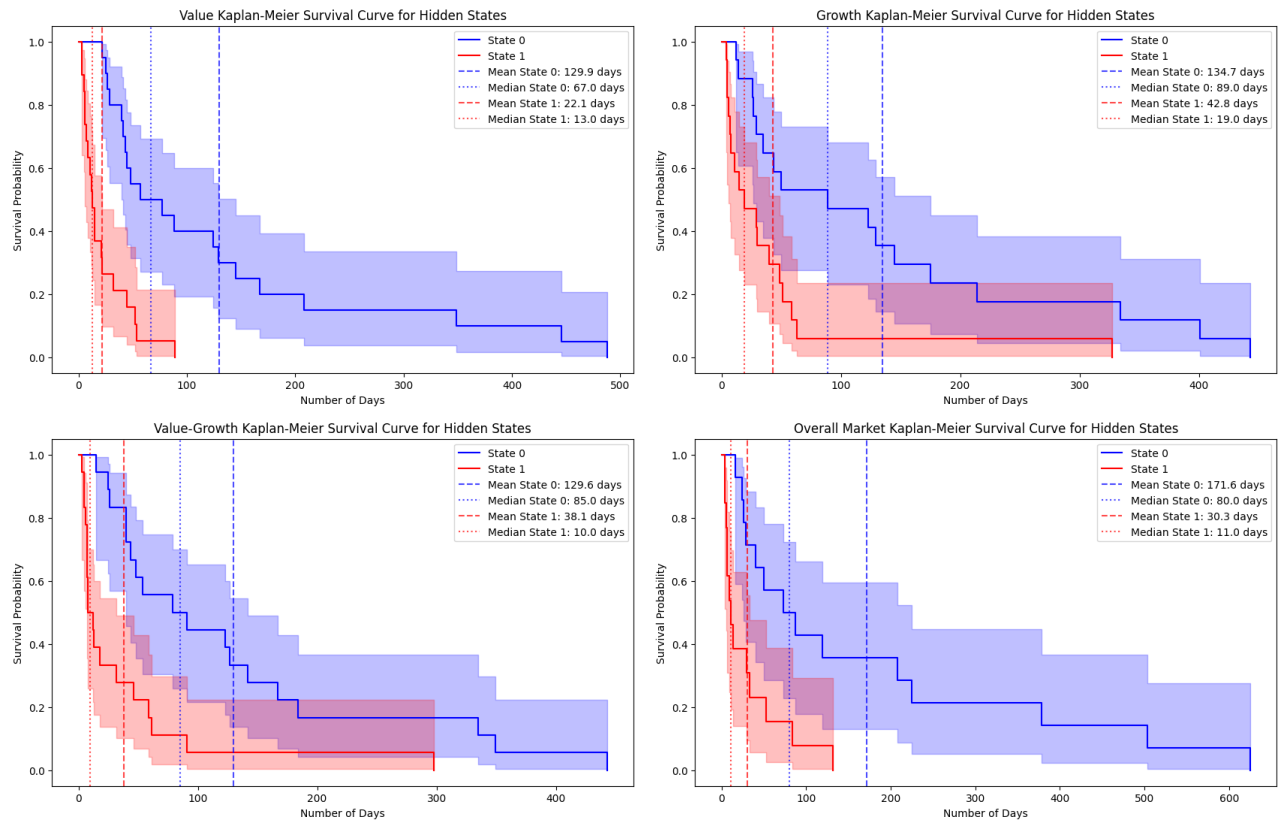 Value Kaplan-Meier Survival Curve for Hidden States
1.0
0.8
0.6
0.4
0.2
0.0
Survival Probability
0
100
200
300
400
500
Number of Days
State 0
State 1
Mean State 0: 129.9 days
Median State 0: 67.0 days
Mean State 1: 22.1 days
Median State 1: 13.0 days
Growth Kaplan-Meier Survival Curve for Hidden States
1.0
0.8
0.6
0.4
0.2
0.0
Survival Probability
0
100
200
300
400
Number of Days
State 0
State 1
Mean State 0: 134.7 days
Median State 0: 89.0 days
Mean State 1: 42.8 days
Median State 1: 19.0 days
Value-Growth Kaplan-Meier Survival Curve for Hidden States
1.0
0.8
0.6
0.4
0.2
0.0
Survival Probability
0
100
200
300
400
Number of Days
State 0
State 1
Mean State 0: 129.6 days
Median State 0: 85.0 days
Mean State 1: 38.1 days
Median State 1: 10.0 days
Overall Market Kaplan-Meier Survival Curve for Hidden States
1.0
0.8
0.6
0.4
0.2
0.0
Survival Probability
0
100
200
300
400
500
600
Number of Days
State 0
State 1
Mean State 0: 171.6 days
Median State 0: 80.0 days
Mean State 1: 30.3 days
Median State 1: 11.0 days